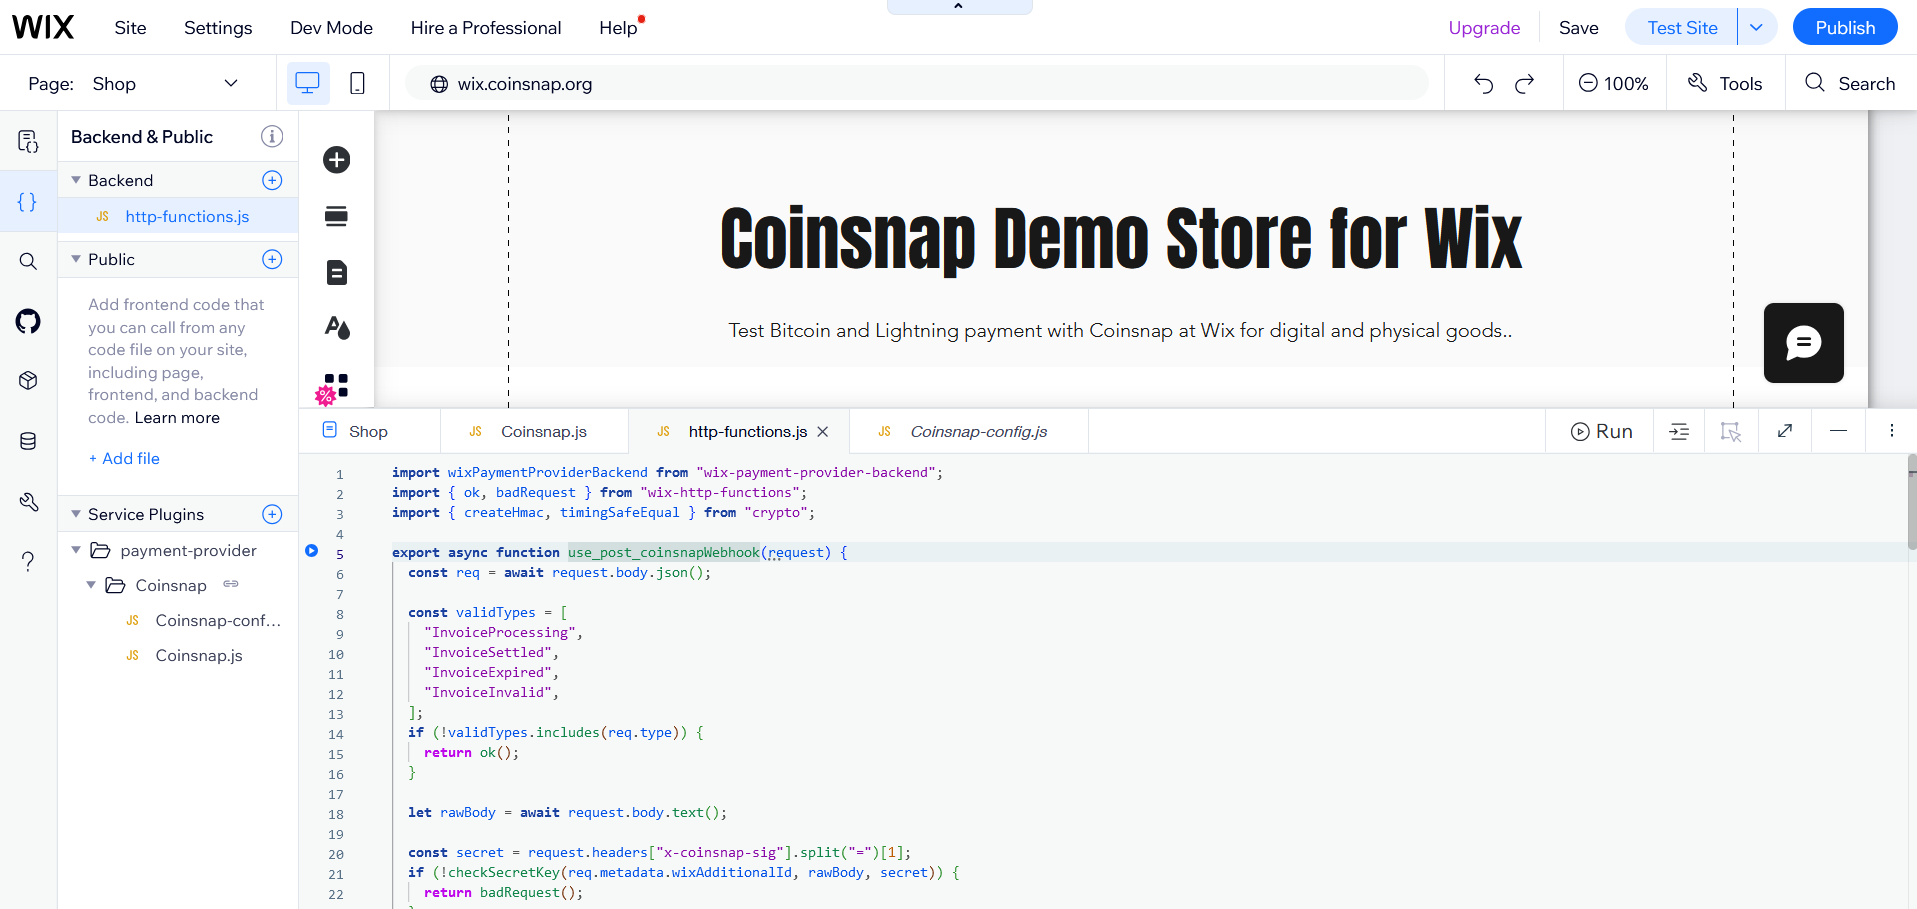 WIX Site Settings Dev Mode Hire a Professional Help Upgrade Save Test Site Publish
Page: Shop wix.coinsnap.org 100% Tools Search
Backend & Public
Backend
JS http-functions.js
Public
Add frontend code that
you can call from any
code file on your site,
including page,
frontend, and backend
code. Learn more
+ Add file
Service Plugins
payment-provider
Coinsnap
JS Coinsnap-conf...
JS Coinsnap.js
%
Coinsnap Demo Store for Wix
Test Bitcoin and Lightning payment with Coinsnap at Wix for digital and physical goods..
Shop JS Coinsnap.js JS http-functions.js JS Coinsnap-config.js Run
1 import wixPaymentProviderBackend from "wix-payment-provider-backend";
2 import { ok, badRequest } from "wix-http-functions";
3 import { createHmac, timingSafeEqual } from "crypto";
4
5 export async function use_post_coinsnapWebhook(request) {
6 const req = await request.body.json();
7
8 const validTypes = [
9 "InvoiceProcessing",
10 "InvoiceSettled",
11 "InvoiceExpired",
12 "InvoiceInvalid",
13 ];
14 if (!validTypes.includes(req.type)) {
15 return ok();
16 }
17
18 let rawBody = await request.body.text();
19
20 const secret = request.headers["x-coinsnap-sig"].split("=")[1];
21 if (!checkSecretKey(req.metadata.wixAdditionalId, rawBody, secret)) {
22 return badRequest();